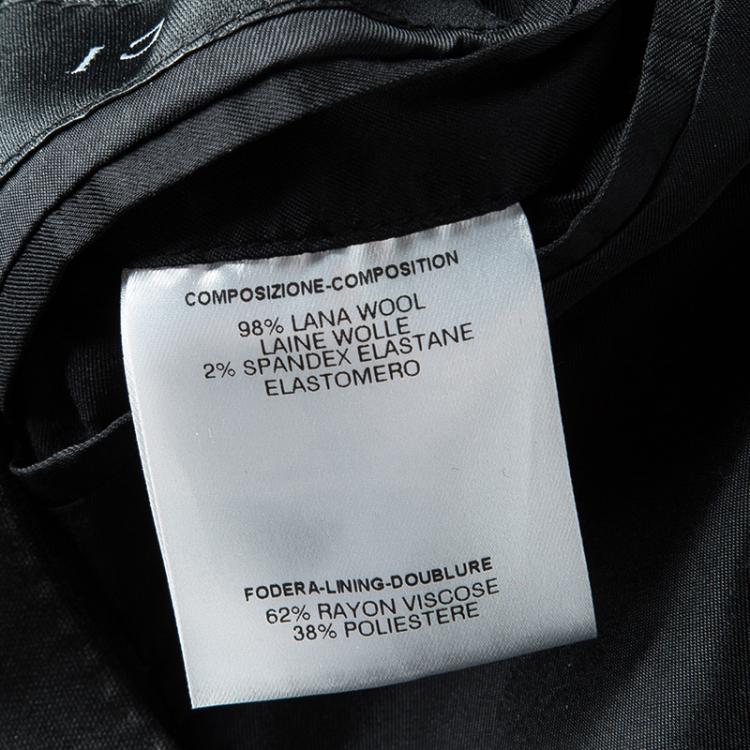 COMPOSIZIONE-COMPOSITION
98% LANA WOOL
LAINE WOLLE
2% SPANDEX ELASTANE
ELASTOMERO
FODERA-LINING-DOUBLURE
62% RAYON VISCOSE
38% POLIESTERE